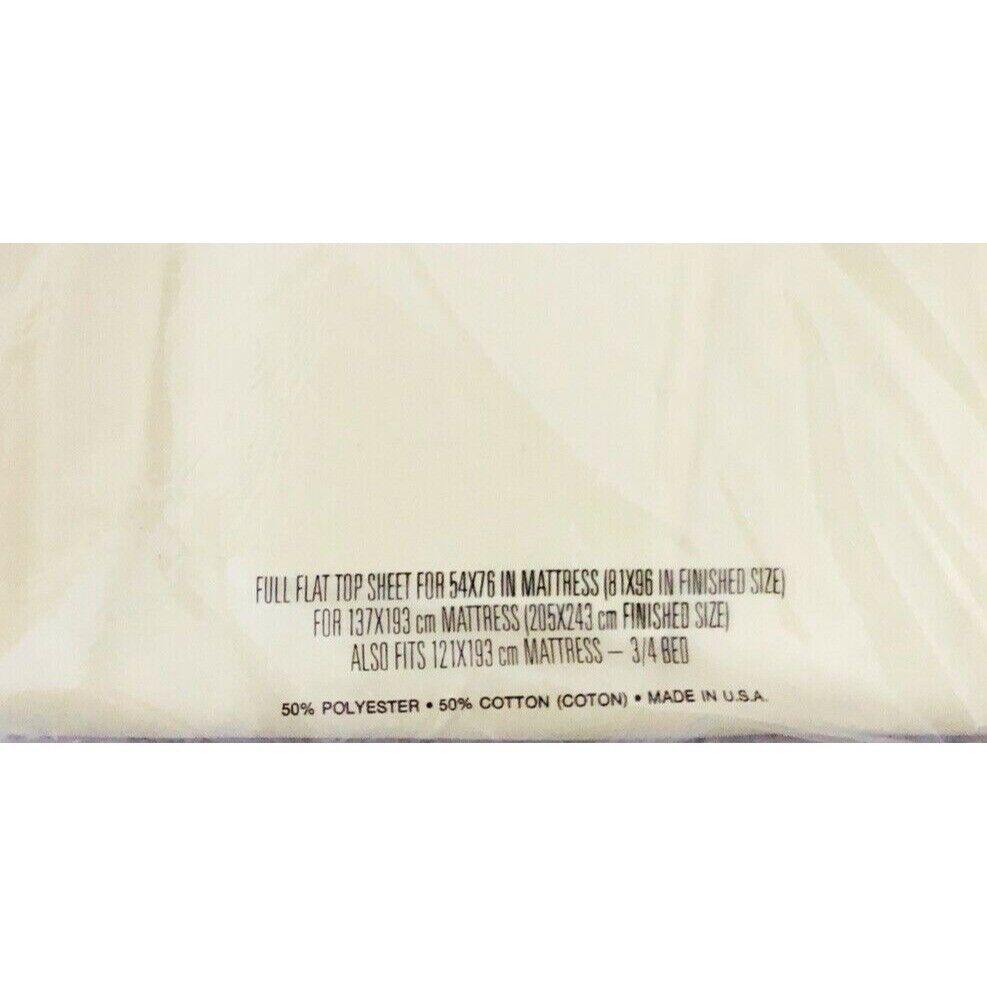 FULL FLAT TOP SHEET FOR 54X76 IN MATTRESS (81X96 IN FINISHED SIZE)
FOR 137X193 cm MATTRESS (205X243 cm FINISHED SIZE)
ALSO FITS 121X193 cm MATTRESS – 3/4 BED
50% POLYESTER • 50% COTTON (COTON) • MADE IN U.S.A.